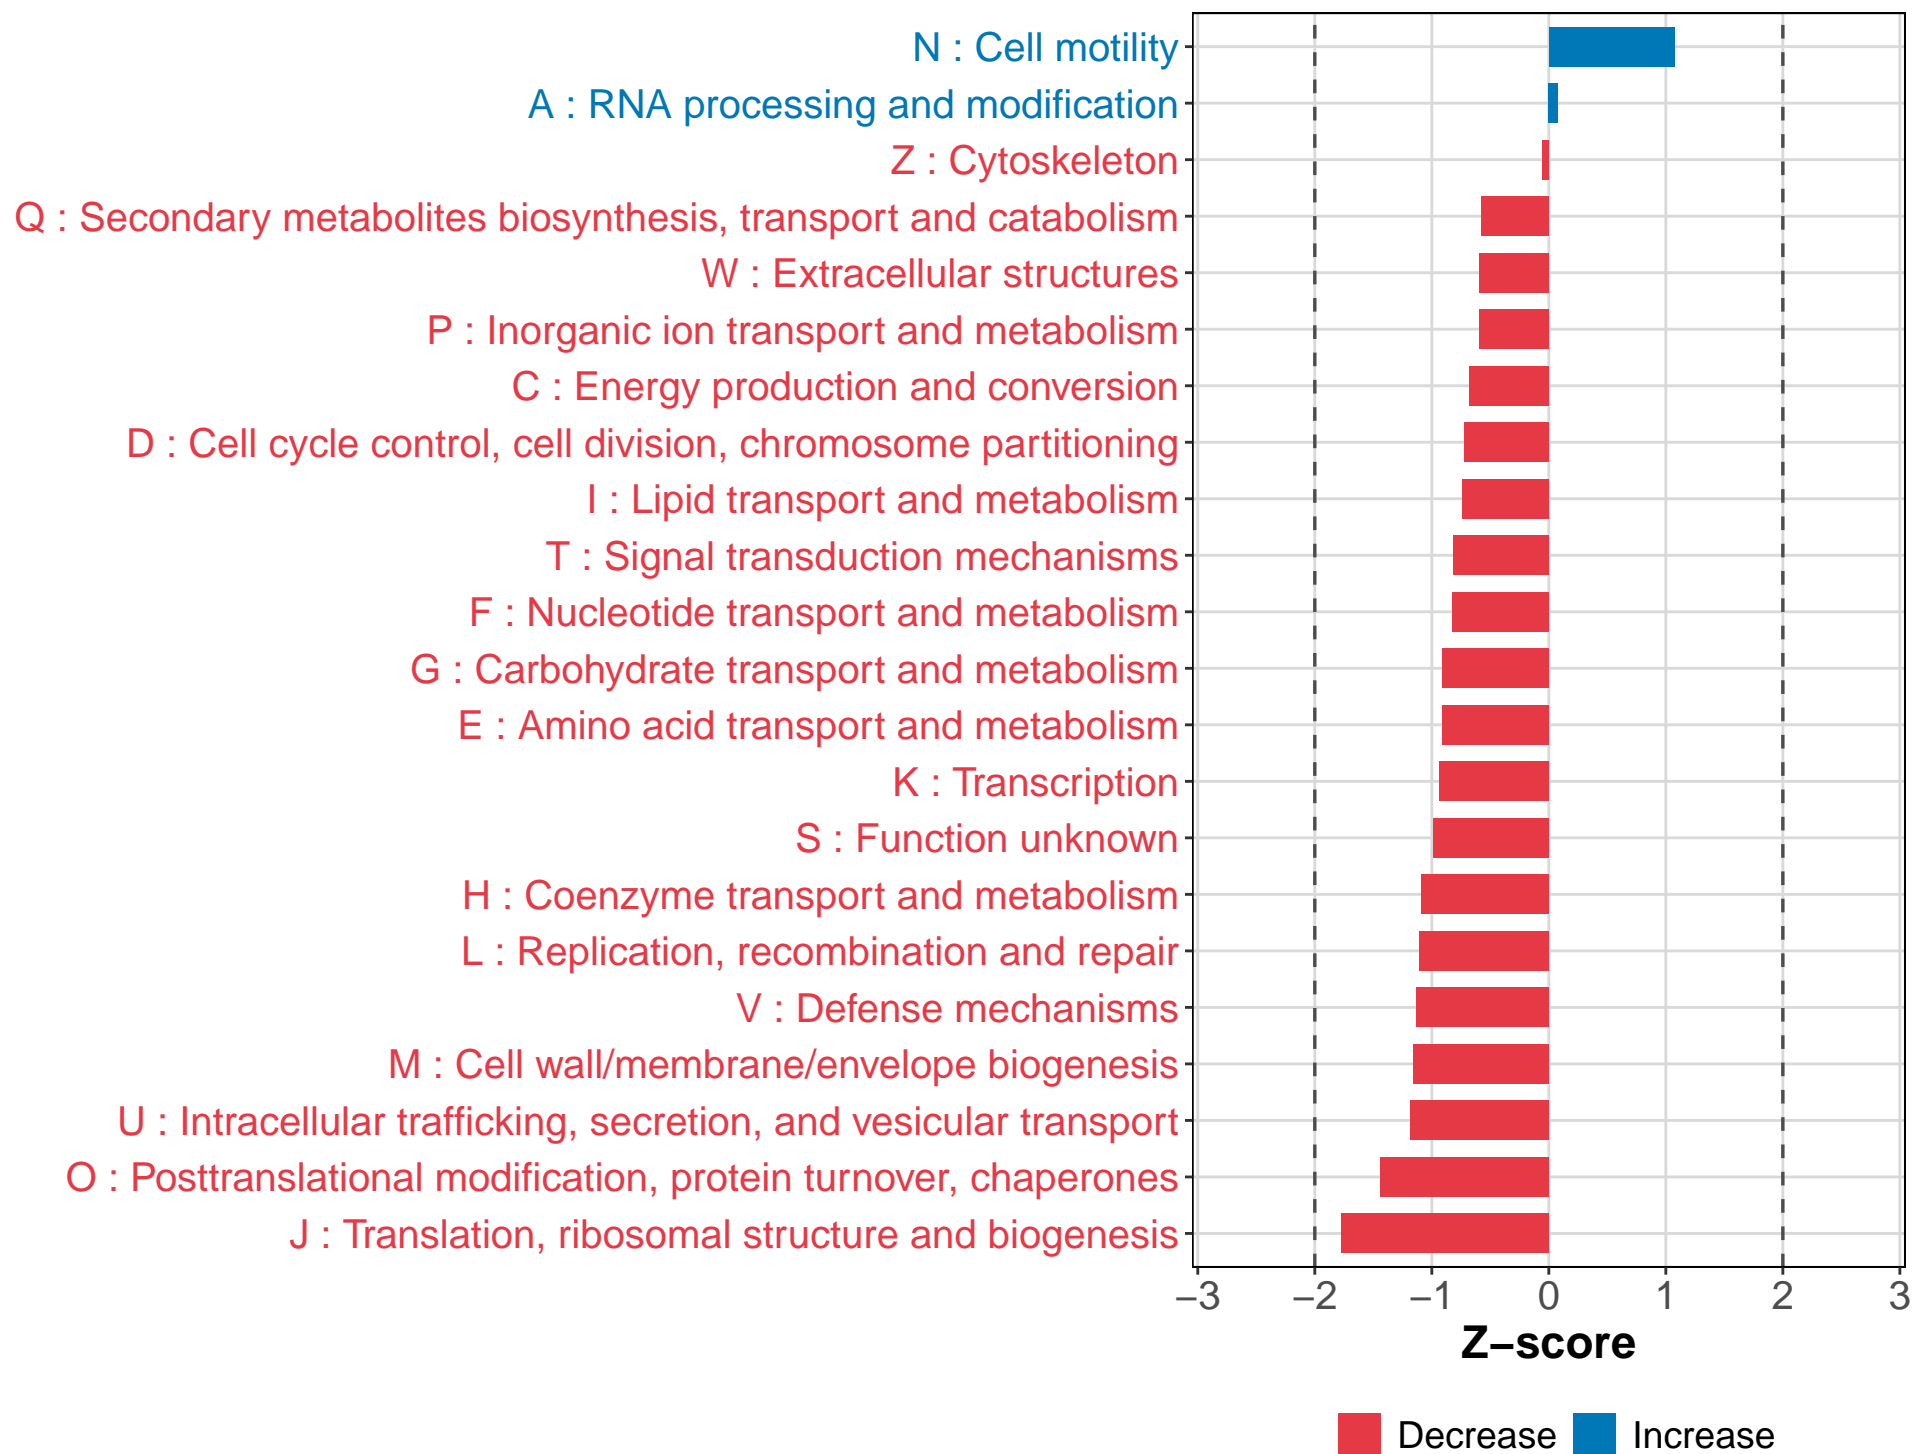 N : Cell motility
A : RNA processing and modification
Z : Cytoskeleton
Q : Secondary metabolites biosynthesis, transport and catabolism
W : Extracellular structures
P : Inorganic ion transport and metabolism
C : Energy production and conversion
D : Cell cycle control, cell division, chromosome partitioning
I : Lipid transport and metabolism
T : Signal transduction mechanisms
F : Nucleotide transport and metabolism
G : Carbohydrate transport and metabolism
E : Amino acid transport and metabolism
K : Transcription
S : Function unknown
H : Coenzyme transport and metabolism
L : Replication, recombination and repair
V : Defense mechanisms
M : Cell wall/membrane/envelope biogenesis
U : Intracellular trafficking, secretion, and vesicular transport
O : Posttranslational modification, protein turnover, chaperones
J : Translation, ribosomal structure and biogenesis
−3 −2 −1 0 1 2 3
Z−score
Decrease Increase